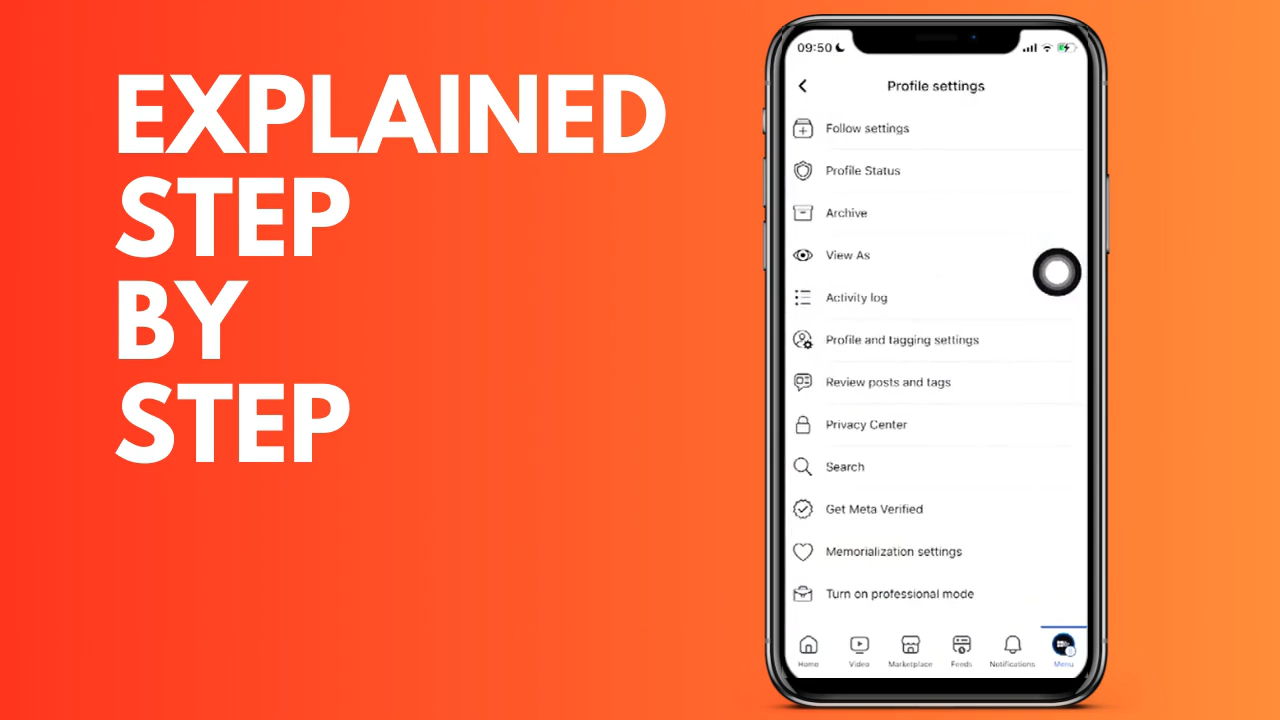 EXPLAINED
STEP
BY
STEP
09:50
Profile settings
Follow settings
Profile Status
Archive
View As
Activity log
Profile and tagging settings
Review posts and tags
Privacy Center
Search
Get Meta Verified
Memorialization settings
Turn on professional mode
Home Video Marketplace Feeds Notifications Menu